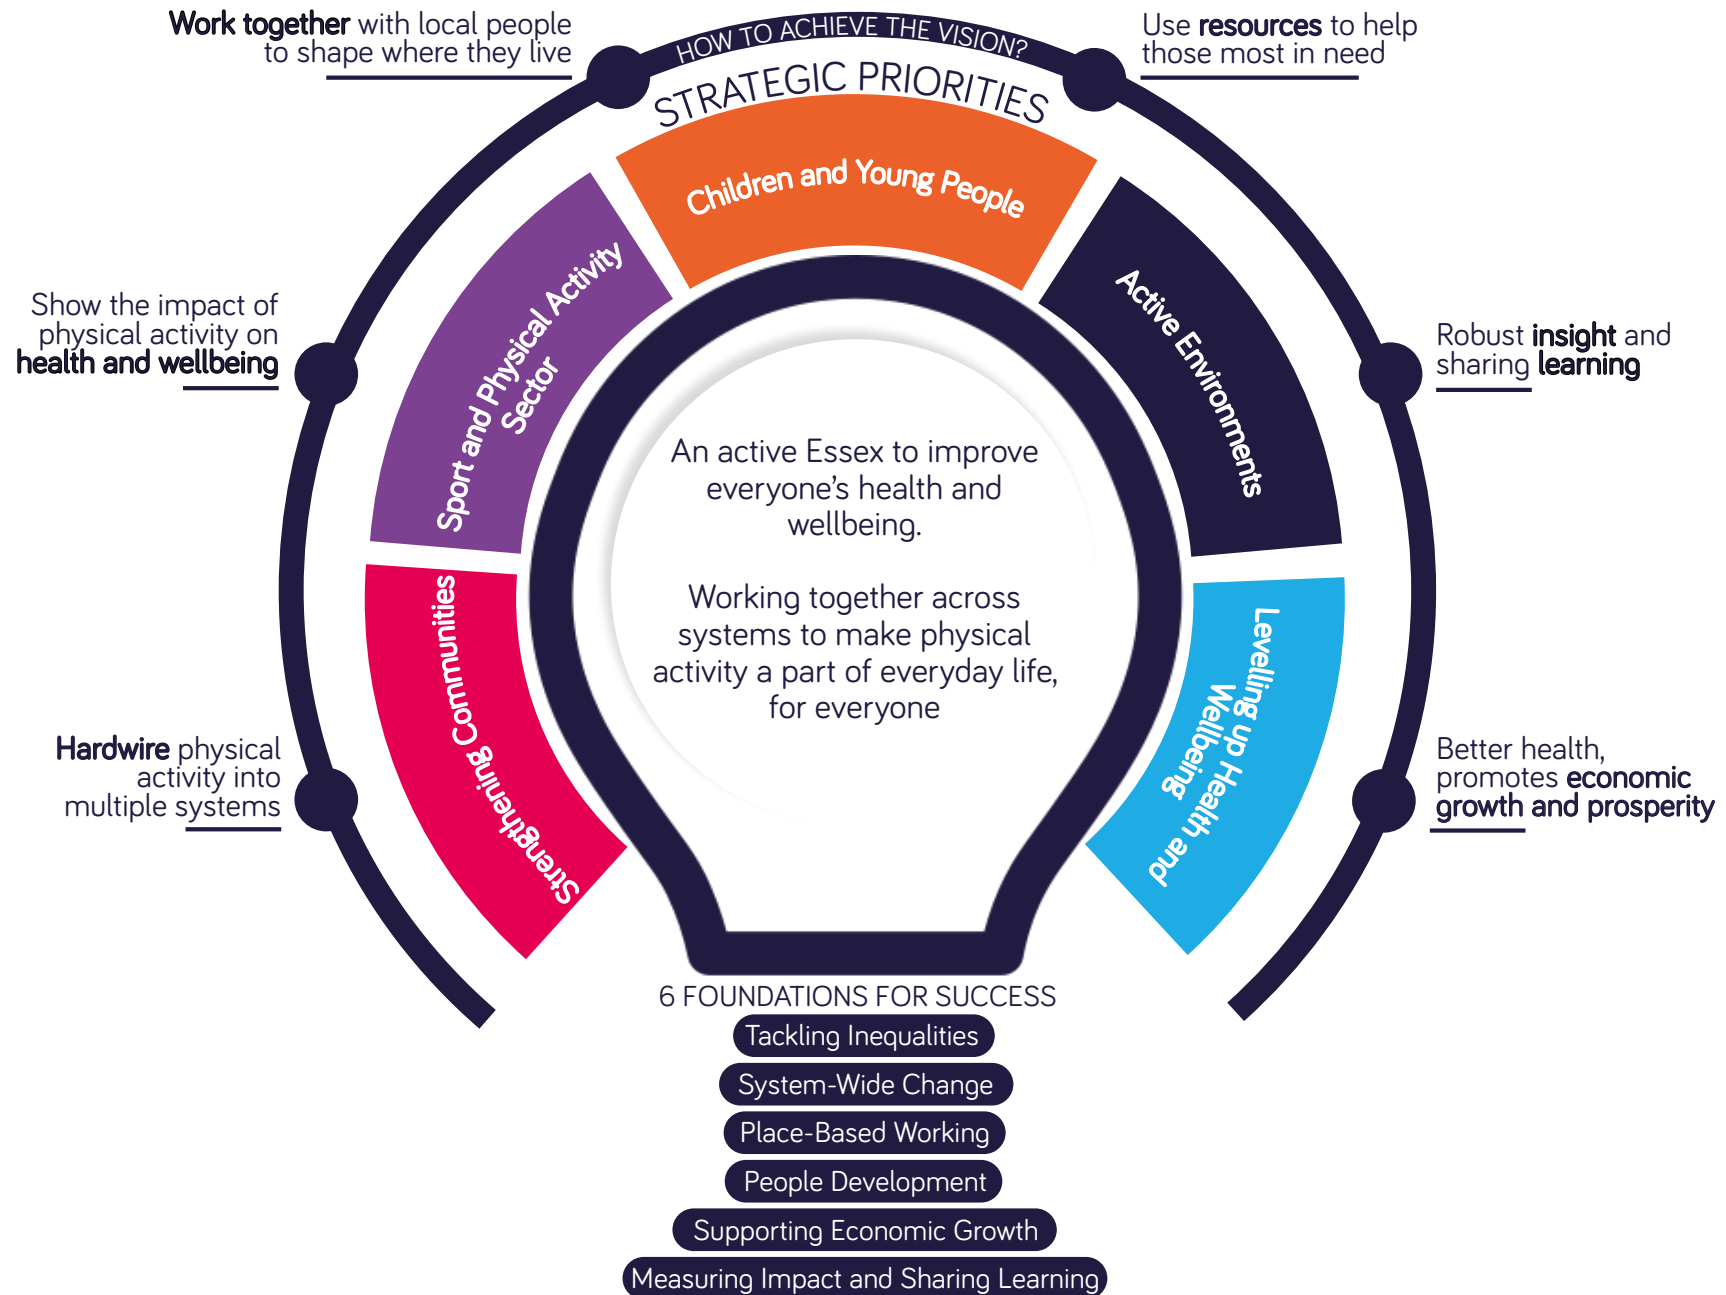 HOW TO ACHIEVE THE VISION?
STRATEGIC PRIORITIES
Work together with local people
to shape where they live
Use resources to help
those most in need
Show the impact of
physical activity on
health and wellbeing
Robust insight and
sharing learning
Hardwire physical
activity into
multiple systems
Better health,
promotes economic
growth and prosperity
Strengthening Communities
Sport and Physical Activity
Sector
Children and Young People
Active Environments
Levelling up Health and
Wellbeing
An active Essex to improve
everyone’s health and
wellbeing.
Working together across
systems to make physical
activity a part of everyday life,
for everyone
6 FOUNDATIONS FOR SUCCESS
Tackling Inequalities
System-Wide Change
Place-Based Working
People Development
Supporting Economic Growth
Measuring Impact and Sharing Learning